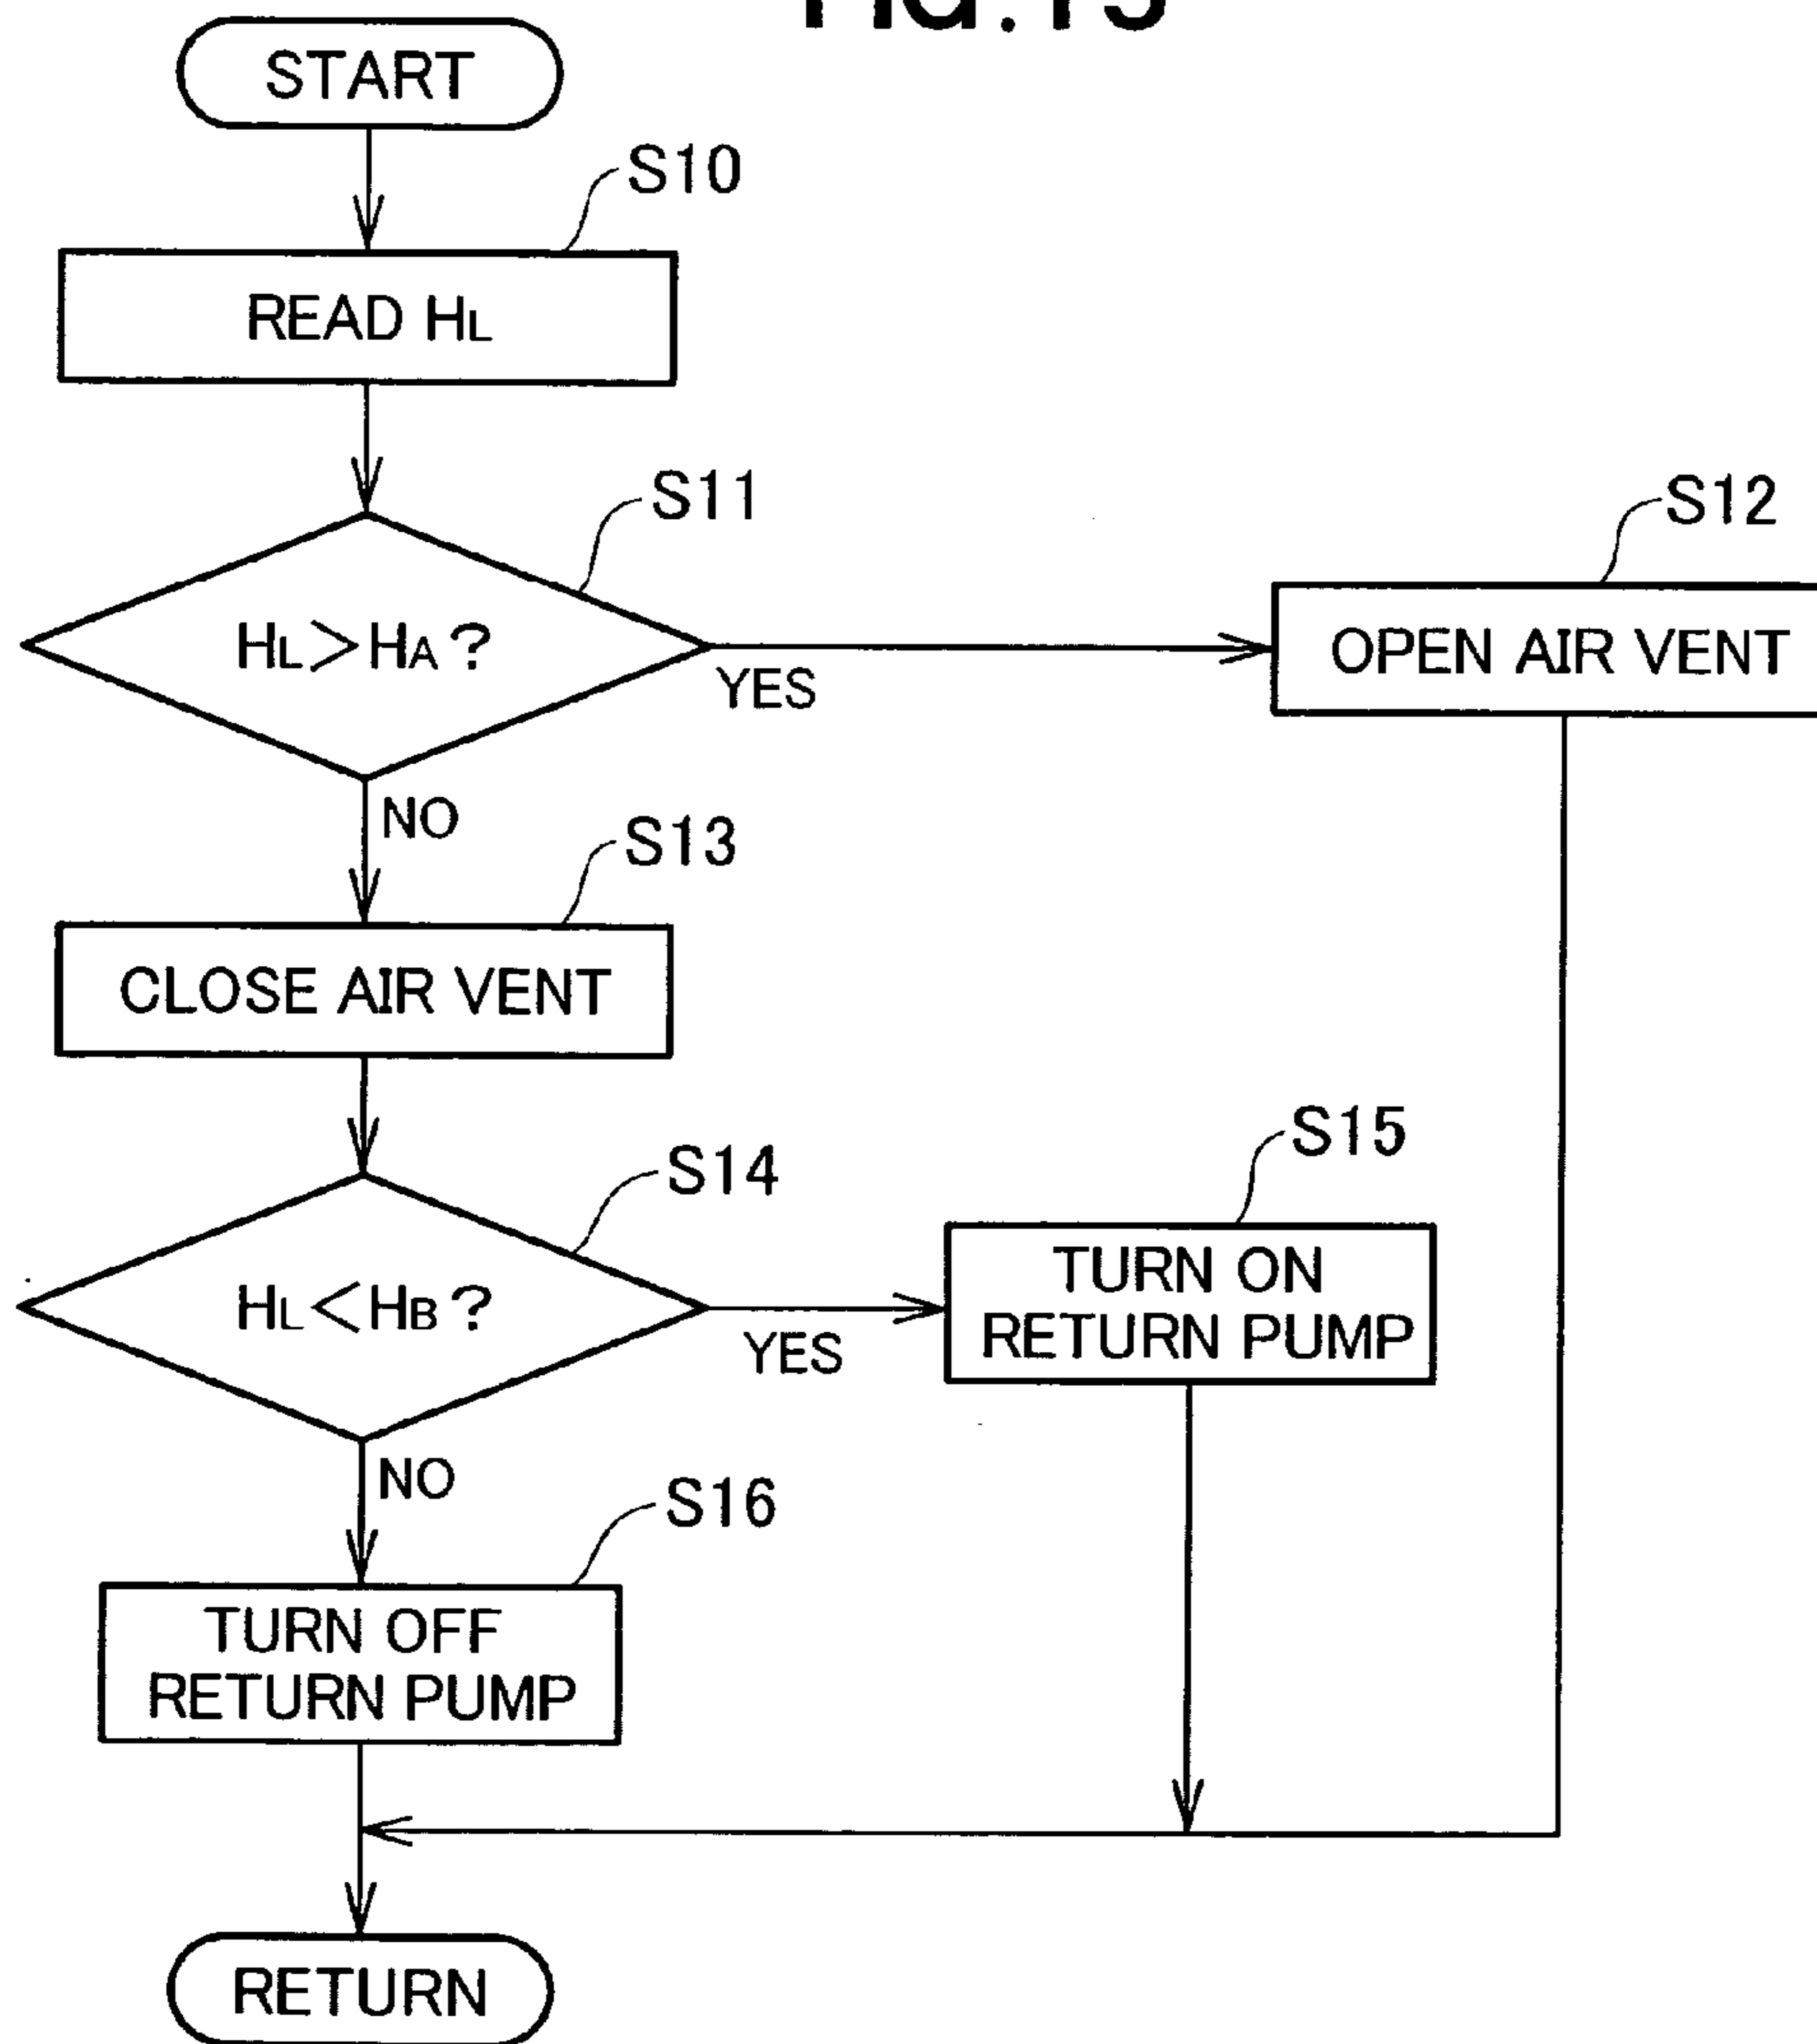 START
S10
READ HL
S11
HL>HA?
YES
S12
OPEN AIR VENT
NO
S13
CLOSE AIR VENT
S14
HL<HB?
YES
S15
TURN ON
RETURN PUMP
NO
S16
TURN OFF
RETURN PUMP
RETURN